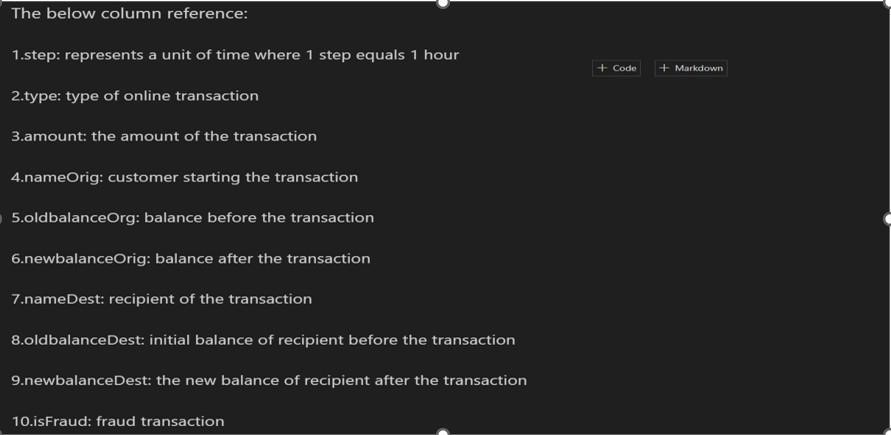 The below column reference:
1.step: represents a unit of time where 1 step equals 1 hour
+ Code + Markdown
2.type: type of online transaction
3.amount: the amount of the transaction
4.nameOrig: customer starting the transaction
5.oldbalanceOrg: balance before the transaction
6.newbalanceOrig: balance after the transaction
7.nameDest: recipient of the transaction
8.oldbalanceDest: initial balance of recipient before the transaction
9.newbalanceDest: the new balance of recipient after the transaction
10.isFraud: fraud transaction